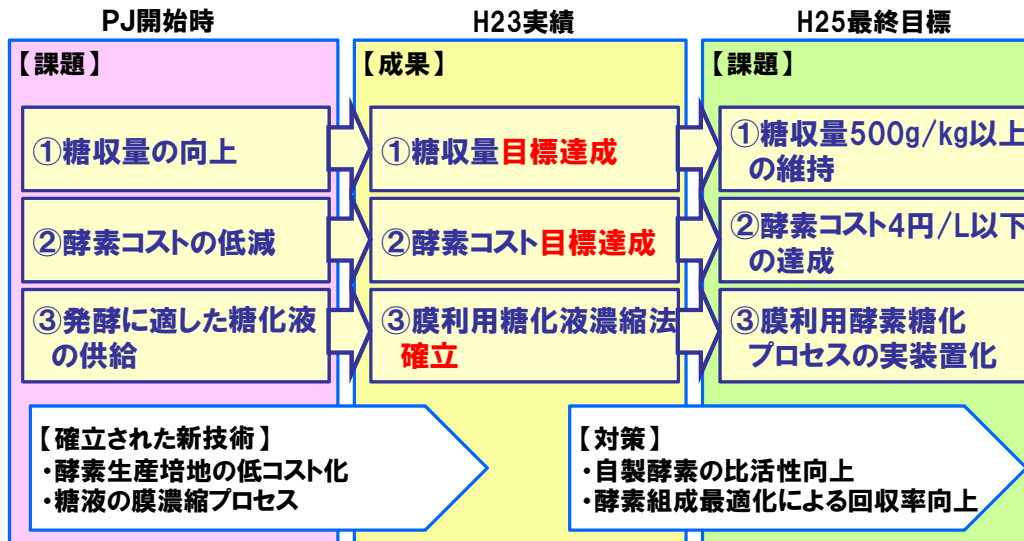 PJ開始時
【課題】
①糖収量の向上
②酵素コストの低減
③発酵に適した糖化液
の供給
H23実績
【成果】
①糖収量目標達成
②酵素コスト目標達成
③膜利用糖化液濃縮法
確立
H25最終目標
【課題】
①糖収量500g/kg以上
の維持
②酵素コスト4円/L以下
の達成
③膜利用酵素糖化
プロセスの実装置化
【確立された新技術】
・酵素生産培地の低コスト化
・糖液の膜濃縮プロセス
【対策】
・自製酵素の比活性向上
・酵素組成最適化による回収率向上